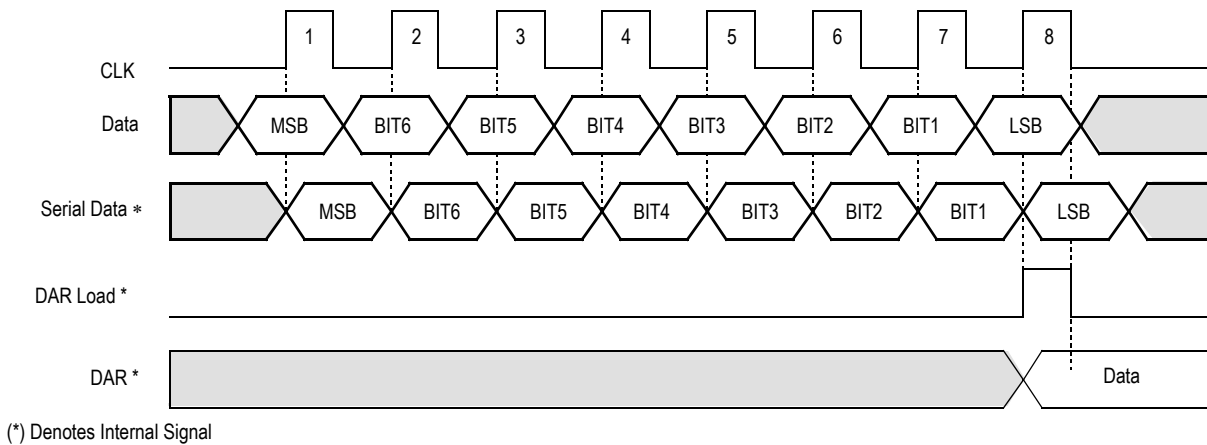 1 2 3 4 5 6 7 8
CLK
Data MSB BIT6 BIT5 BIT4 BIT3 BIT2 BIT1 LSB
Serial Data * MSB BIT6 BIT5 BIT4 BIT3 BIT2 BIT1 LSB
DAR Load *
DAR * Data
(*) Denotes Internal Signal